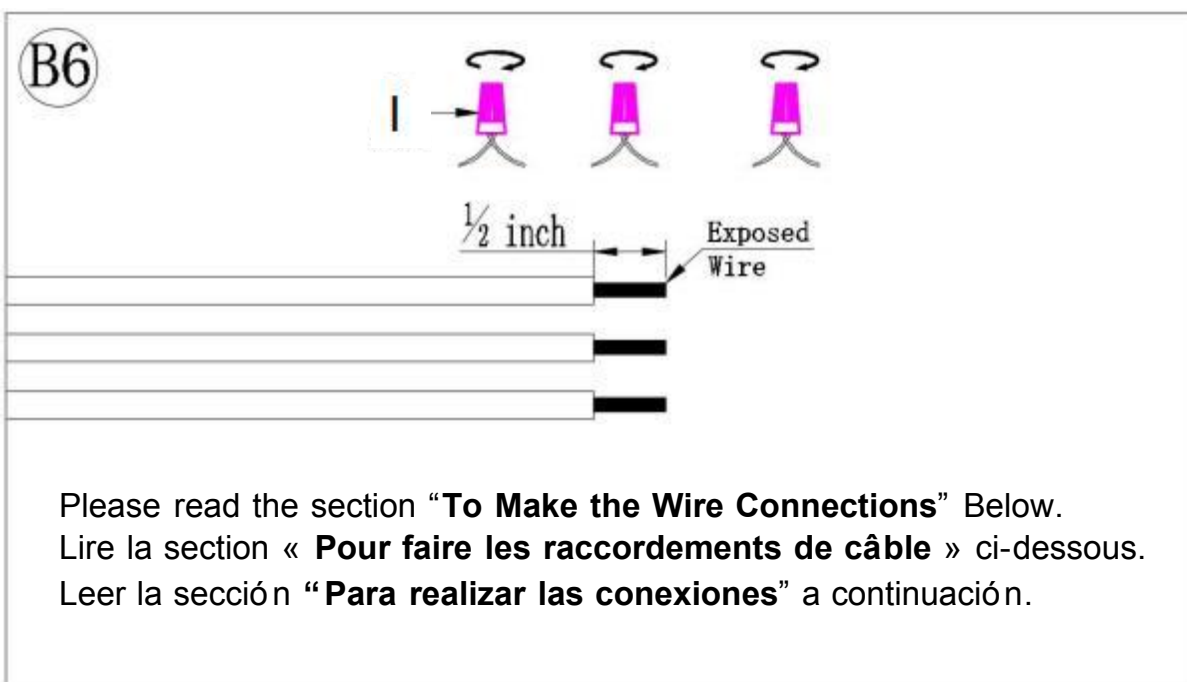 B6
I
½ inch
Exposed
Wire
Please read the section “To Make the Wire Connections” Below.
Lire la section « Pour faire les raccordements de câble » ci-dessous.
Leer la sección “Para realizar las conexiones” a continuación.